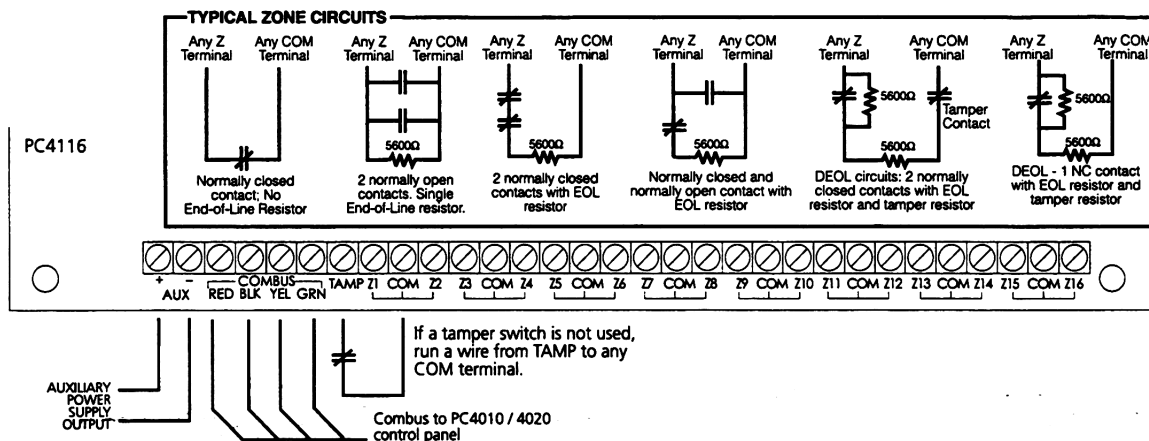 TYPICAL ZONE CIRCUITS
Any Z Terminal
Any COM Terminal
Any Z Terminal
Any COM Terminal
Any Z Terminal
Any COM Terminal
Any Z Terminal
Any COM Terminal
Any Z Terminal
Any COM Terminal
Any Z Terminal
Any COM Terminal
PC4116
5600Ω
5600Ω
5600Ω
5600Ω
Tamper
Contact
5600Ω
5600Ω
5600Ω
Normally closed
contact; No
End-of-Line Resistor
2 normally open
contacts. Single
End-of-Line resistor.
2 normally closed
contacts with EOL
resistor
Normally closed and
normally open contact with
EOL resistor
DEOL circuits: 2 normally
closed contacts with EOL
resistor and tamper resistor
DEOL - 1 NC contact
with EOL resistor and
tamper resistor
+ −
AUX
COMBUS
RED BLK YEL GRN
TAMP Z1 COM Z2 Z3 COM Z4 Z5 COM Z6 Z7 COM Z8 Z9 COM Z10 Z11 COM Z12 Z13 COM Z14 Z15 COM Z16
If a tamper switch is not used,
run a wire from TAMP to any
COM terminal.
AUXILIARY
POWER
SUPPLY
OUTPUT
Combus to PC4010 / 4020
control panel